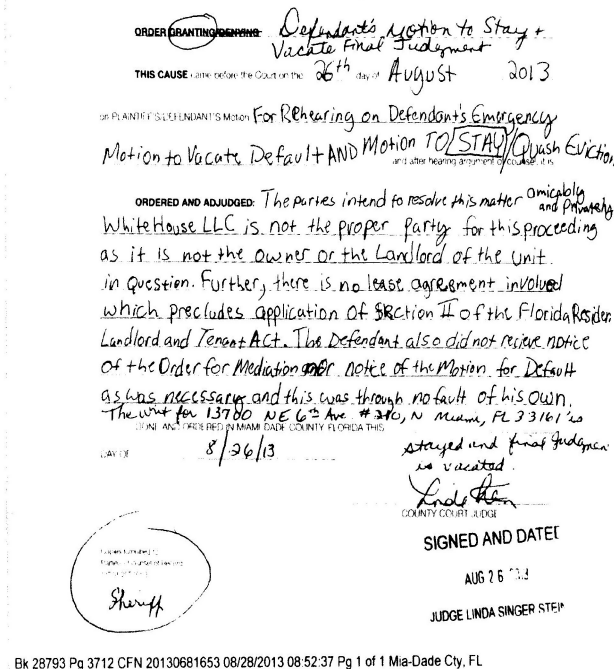 ORDER GRANTING/DENYING Defendant's Motion to Stay +
Vacate Final Judgment
THIS CAUSE came before the Court on the 26th day of August 2013
on PLAINTIFF'S/DEFENDANT'S Motion For Rehearing on Defendant's Emergency
Motion to Vacate Default AND Motion TO STAY/Quash Eviction,
and after hearing argument of counsel, it is
ORDERED AND ADJUDGED: The parties intend to resolve this matter amicably
and privately
WhiteHouse LLC is not the proper party for this proceeding
as it is not the owner or the Landlord of the unit
in Question. Further, there is no lease agreement involved
which precludes application of Section II of the Florida Residen
Landlord and Tenant Act. The Defendant also did not recieve notice
of the Order for Mediation nor notice of the Motion for Default
as was necessary and this was through no fault of his own.
The writ for 13700 NE 6th Ave # 210, N Miami, FL 33161 is
DONE AND ORDERED IN MIAMI DADE COUNTY FLORIDA THIS
stayed and final Judgmen
DAY OF 8/26/13
is vacated.
COUNTY COURT JUDGE
SIGNED AND DATED
AUG 26
JUDGE LINDA SINGER STEIN
Copies furnished to
Sheriff
Bk 28793 Pg 3712 CFN 20130681653 08/28/2013 08:52:37 Pg 1 of 1 Mia-Dade Cty, FL